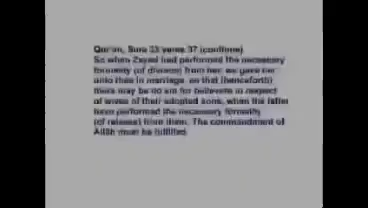 Qur'an, Sura 33 verse 37 (continue)
So when Zayed had performed the necessary
formality (of divorce) from her, we gave her
unto thee in marriage, so that (henceforth)
there may be no sin for believers in respect
of wives of their adopted sons, when the latter
have performed the necessary formality
(of release) from them. The commandment of
Allah must be fulfilled